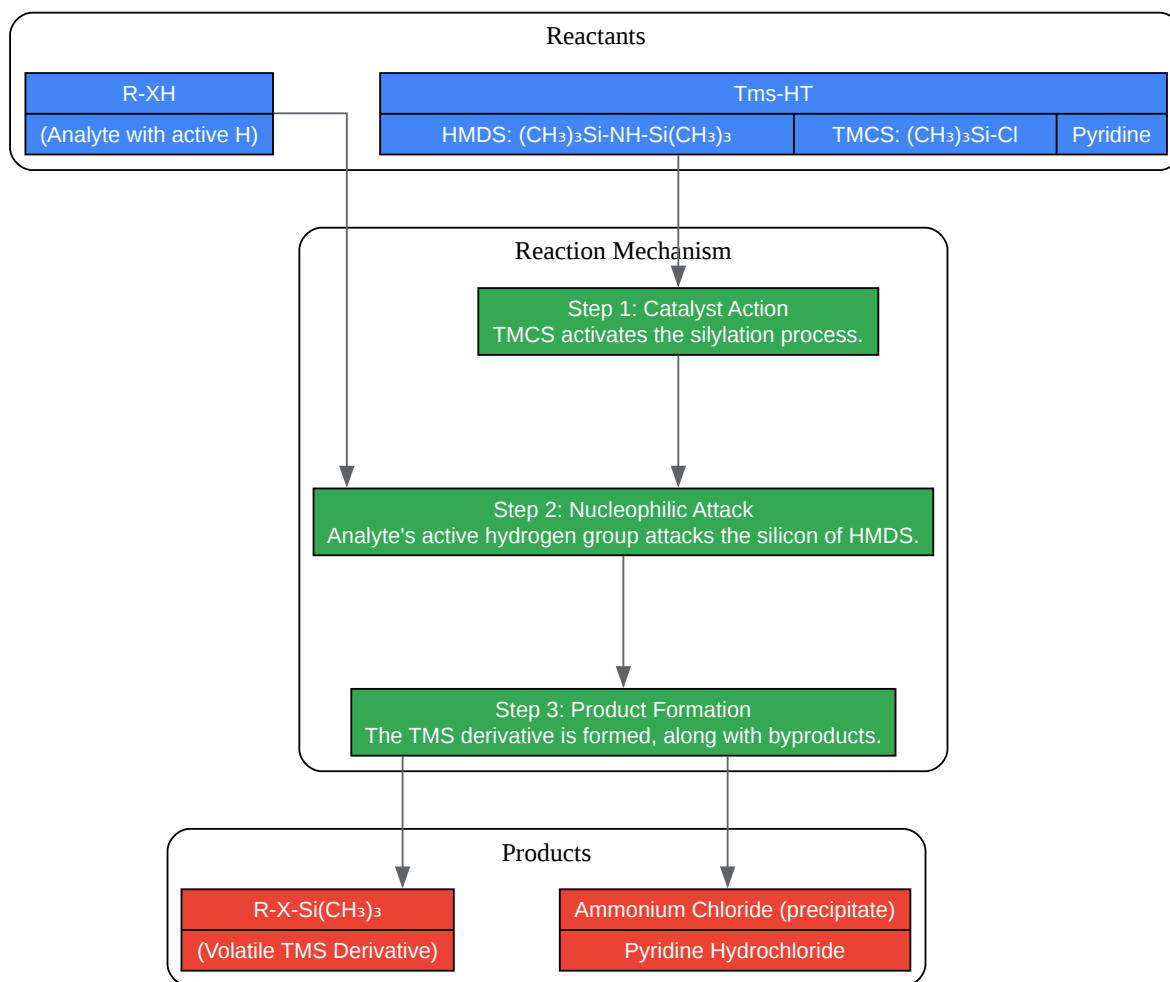 Reactants
R-XH
(Analyte with active H)
Tms-HT
HMDS: (CH₃)₃Si-NH-Si(CH₃)₃
TMCS: (CH₃)₃Si-Cl
Pyridine
Reaction Mechanism
Step 1: Catalyst Action
TMCS activates the silylation process.
Step 2: Nucleophilic Attack
Analyte's active hydrogen group attacks the silicon of HMDS.
Step 3: Product Formation
The TMS derivative is formed, along with byproducts.
Products
R-X-Si(CH₃)₃
(Volatile TMS Derivative)
Ammonium Chloride (precipitate)
Pyridine Hydrochloride